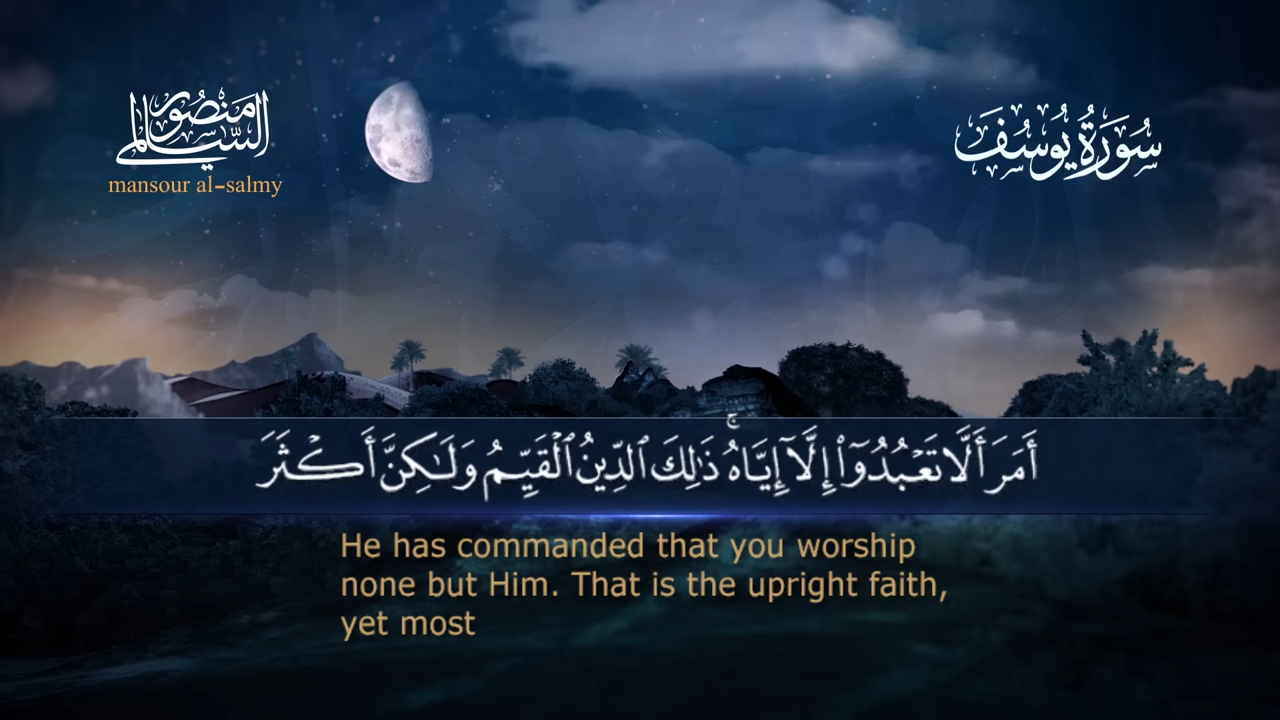 منصور السالمي
mansour al-salmy
سُورَةُ يُوسُفَ
أَمَرَ أَلَّا تَعْبُدُوٓا۟ إِلَّآ إِيَّاهُ ۚ ذَٰلِكَ ٱلدِّينُ ٱلْقَيِّمُ وَلَـٰكِنَّ أَكْثَرَ
He has commanded that you worship
none but Him. That is the upright faith,
yet most